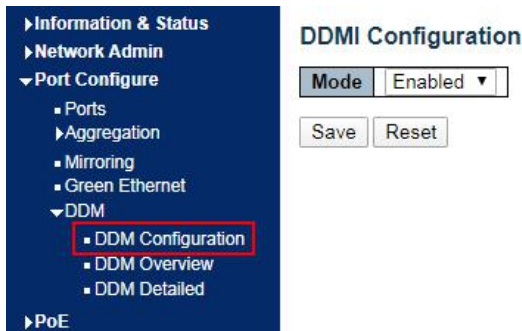 Information & Status
Network Admin
Port Configure
Ports
Aggregation
Mirroring
Green Ethernet
DDM
DDM Configuration
DDM Overview
DDM Detailed
PoE
DDMI Configuration
Mode Enabled
Save Reset